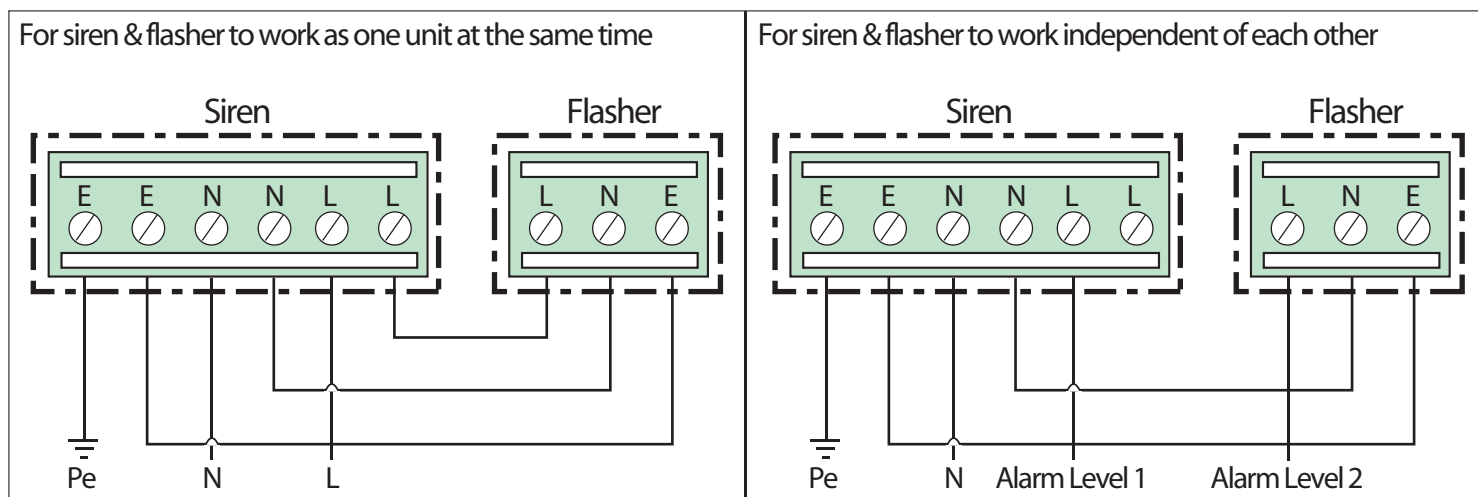 For siren & flasher to work as one unit at the same time
Siren Flasher
E E N N L L L N E
Pe N L
For siren & flasher to work independent of each other
Siren Flasher
E E N N L L L N E
Pe N Alarm Level 1 Alarm Level 2